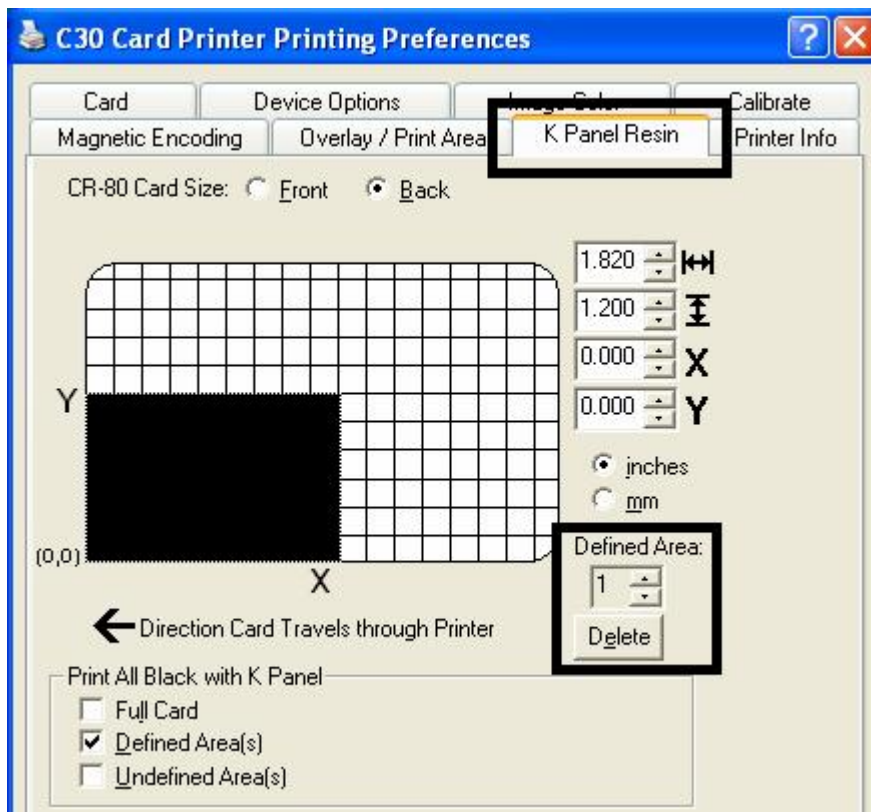 C30 Card Printer Printing Preferences
Card
Device Options
Image Color
Calibrate
Magnetic Encoding
Overlay / Print Area
K Panel Resin
Printer Info
CR-80 Card Size:
Front
Back
1.820
1.200
0.000 X
0.000 Y
Y
inches
mm
(0,0)
X
Defined Area:
1
Delete
Direction Card Travels through Printer
Print All Black with K Panel
Full Card
Defined Area(s)
Undefined Area(s)